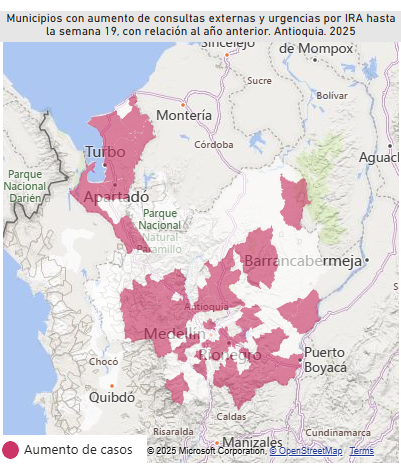 Municipios con aumento de consultas externas y urgencias por IRA hasta
la semana 19, con relación al año anterior. Antioquia. 2025
Sincelejo
de Mompox
Sucre
Bolívar
Montería
Córdoba
Turbo
Aguach
Parque
Nacional
Darién
Apartadó
Parque
Nacional
Natural
Paramillo
Barrancabermeja
Antioquia
Medellín
Rionegro
Puerto
Boyacá
Chocó
Quibdó
Caldas
Cundinamarca
Risaralda
Manizales
Aumento de casos
© 2025 Microsoft Corporation, © OpenStreetMap Terms